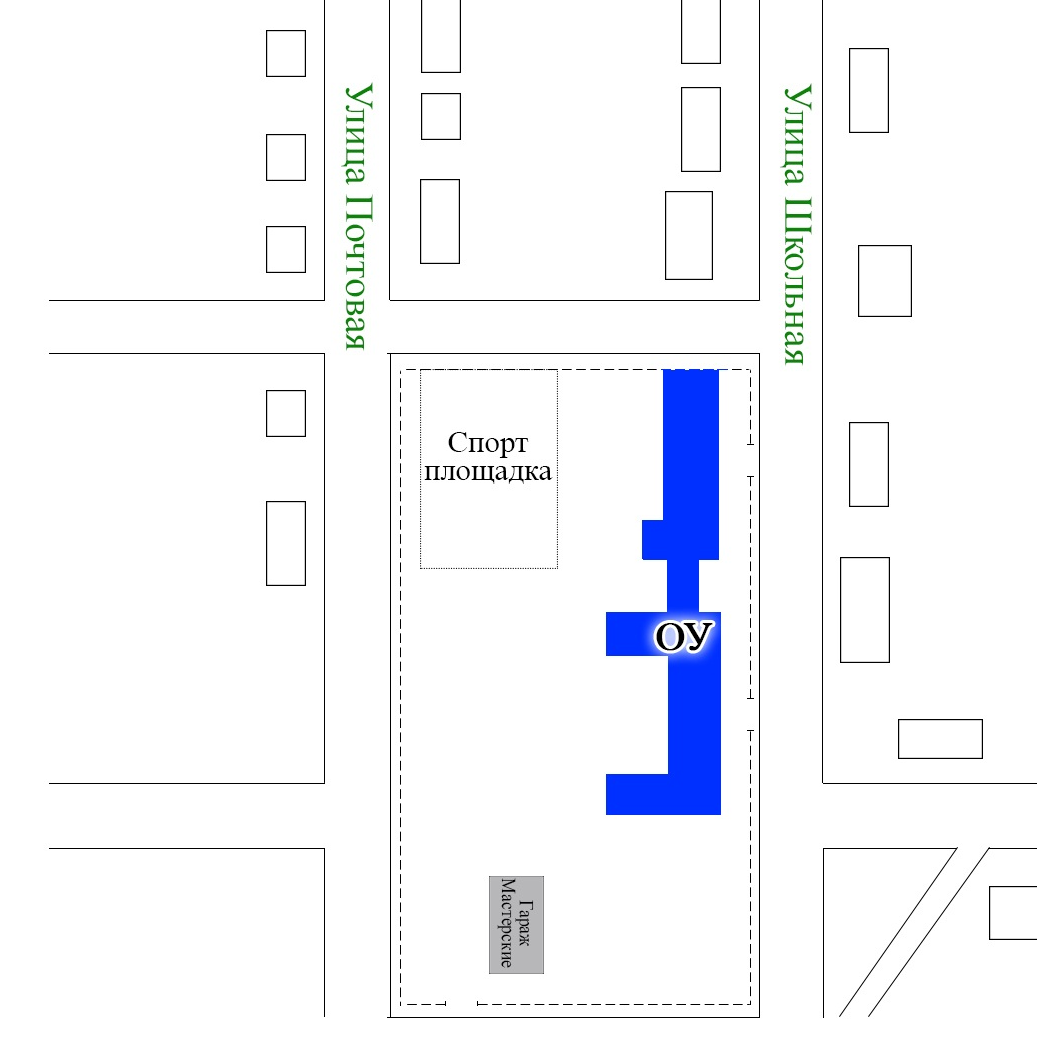 Улица Почтовая
Улица Школьная
Спорт
площадка
ОУ
Гараж
Мастерские